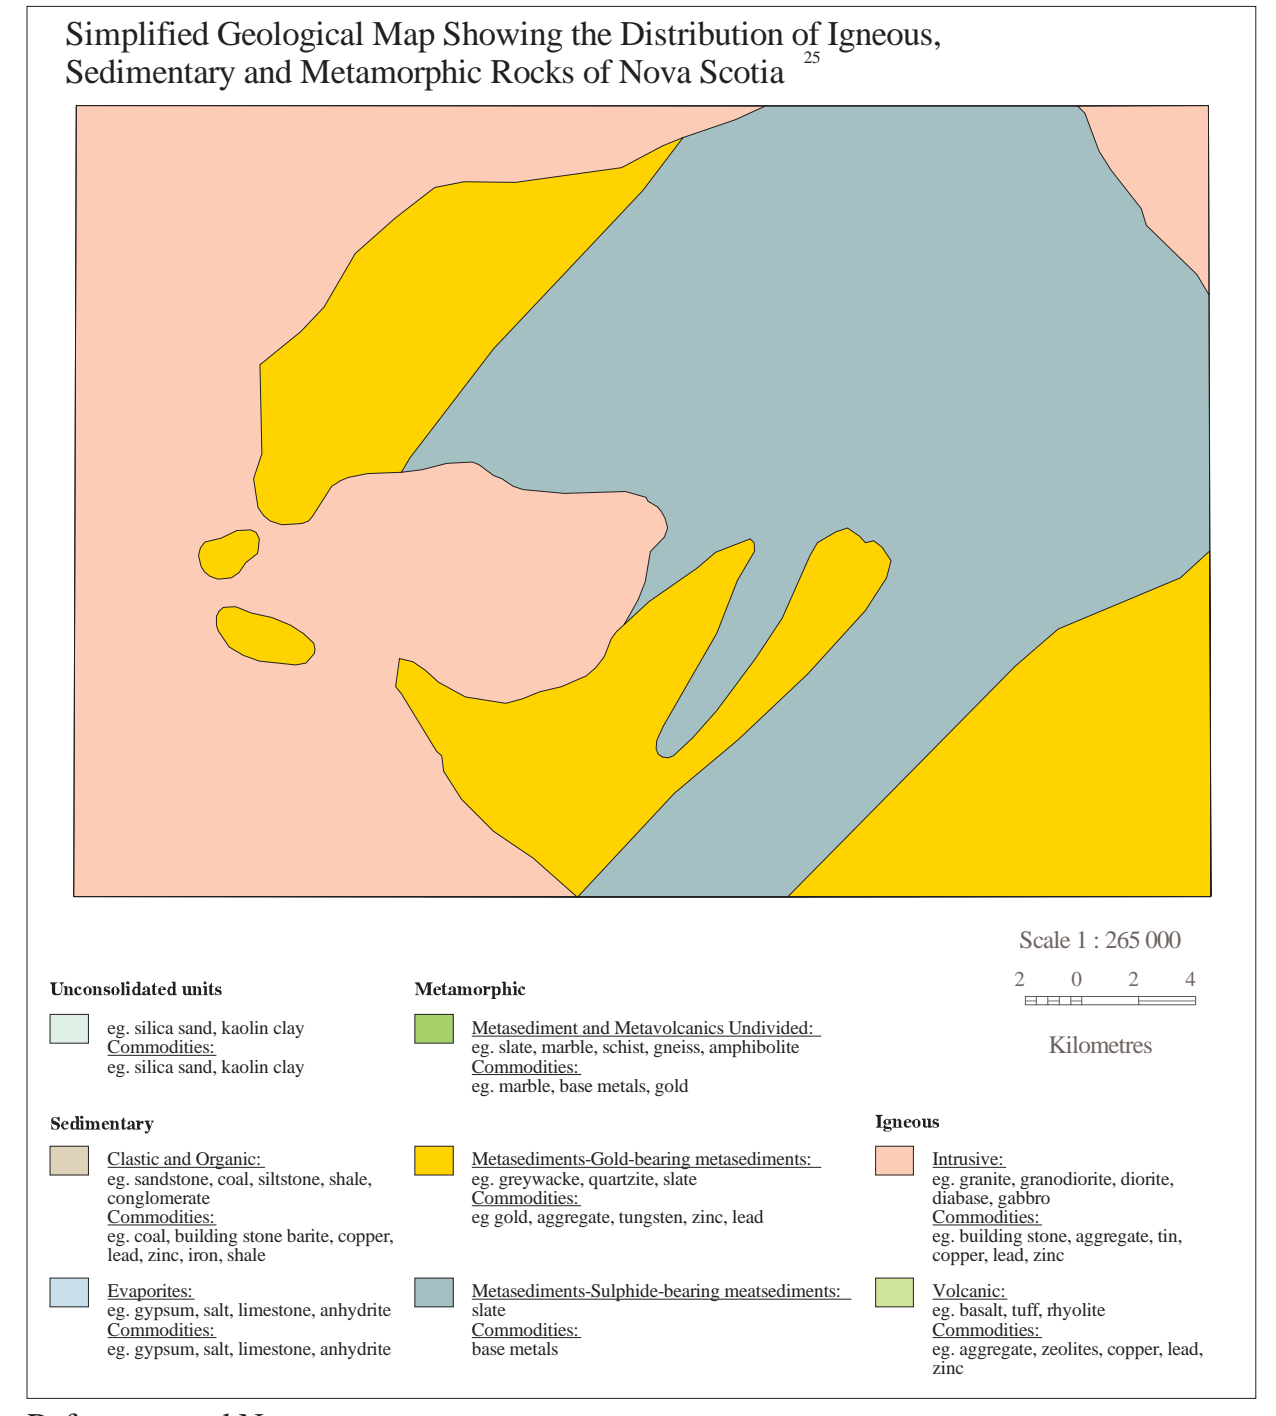 Simplified Geological Map Showing the Distribution of Igneous,
Sedimentary and Metamorphic Rocks of Nova Scotia 25
Scale 1 : 265 000
2 0 2 4
Kilometres
Unconsolidated units
eg. silica sand, kaolin clay
Commodities:
eg. silica sand, kaolin clay
Metamorphic
Metasediment and Metavolcanics Undivided:
eg. slate, marble, schist, gneiss, amphibolite
Commodities:
eg. marble, base metals, gold
Sedimentary
Clastic and Organic:
eg. sandstone, coal, siltstone, shale,
conglomerate
Commodities:
eg. coal, building stone barite, copper,
lead, zinc, iron, shale
Evaporites:
eg. gypsum, salt, limestone, anhydrite
Commodities:
eg. gypsum, salt, limestone, anhydrite
Metasediments-Gold-bearing metasediments:
eg. greywacke, quartzite, slate
Commodities:
eg gold, aggregate, tungsten, zinc, lead
Metasediments-Sulphide-bearing meatsediments:
slate
Commodities:
base metals
Igneous
Intrusive:
eg. granite, granodiorite, diorite,
diabase, gabbro
Commodities:
eg. building stone, aggregate, tin,
copper, lead, zinc
Volcanic:
eg. basalt, tuff, rhyolite
Commodities:
eg. aggregate, zeolites, copper, lead,
zinc